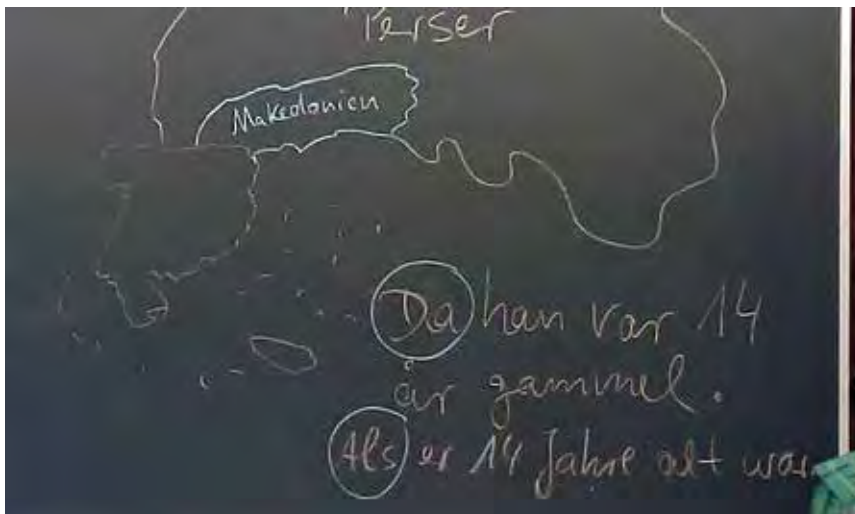 Perser
Makedonien
Da han var 14
år gammel.
Als er 14 Jahre alt war